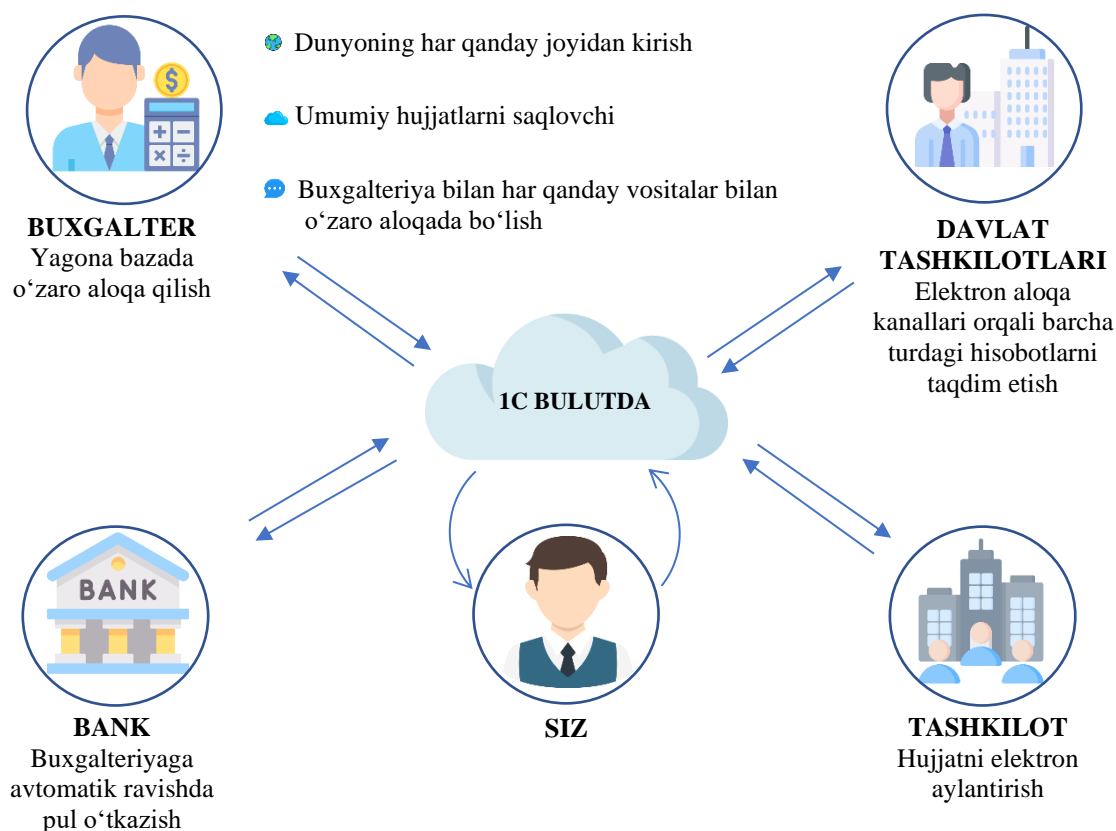 Dunyoning har qanday joyidan kirish
Umumiy hujjatlarni saqlovchi
Buxgalteriya bilan har qanday vositalar bilan
o‘zaro aloqada bo‘lish
$
BUXGALTER
Yagona bazada
o‘zaro aloqa qilish
DAVLAT
TASHKILOTLARI
Elektron aloqa
kanallari orqali barcha
turdagi hisobotlarni
taqdim etish
1C BULUTDA
BANK
BANK
Buxgalteriyaga
avtomatik ravishda
pul o‘tkazish
SIZ
TASHKILOT
Hujjatni elektron
aylantirish